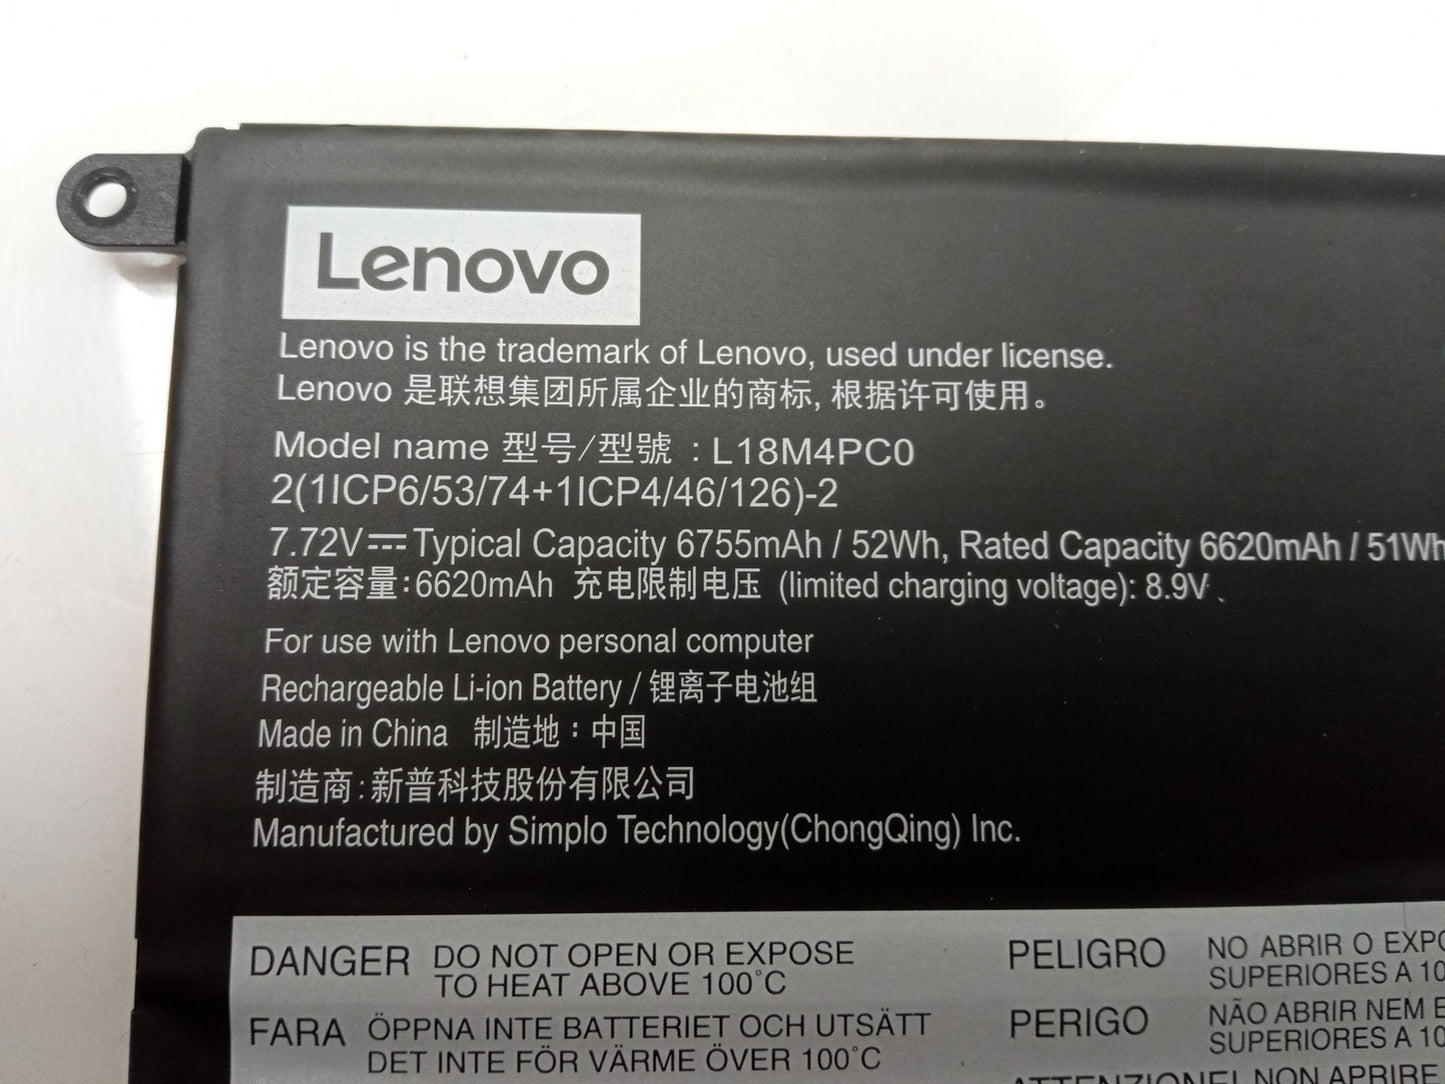 Lenovo
Lenovo is the trademark of Lenovo, used under license.
Lenovo 是联想集团所属企业的商标, 根据许可使用。
Model name 型号/型號 : L18M4PC0
2(1ICP6/53/74+1ICP4/46/126)-2
7.72V⎓Typical Capacity 6755mAh / 52Wh, Rated Capacity 6620mAh / 51Wh
额定容量:6620mAh 充电限制电压 (limited charging voltage): 8.9V
For use with Lenovo personal computer
Rechargeable Li-ion Battery / 锂离子电池组
Made in China 制造地：中国
制造商:新普科技股份有限公司
Manufactured by Simplo Technology(ChongQing) Inc.
DANGER DO NOT OPEN OR EXPOSE
TO HEAT ABOVE 100°C
FARA ÖPPNA INTE BATTERIET OCH UTSÄTT
DET INTE FÖR VÄRME ÖVER 100°C
PELIGRO NO ABRIR O
SUPERIORES A
PERIGO NÃO ABRIR NEM
SUPERIORES A
NON APRIRE